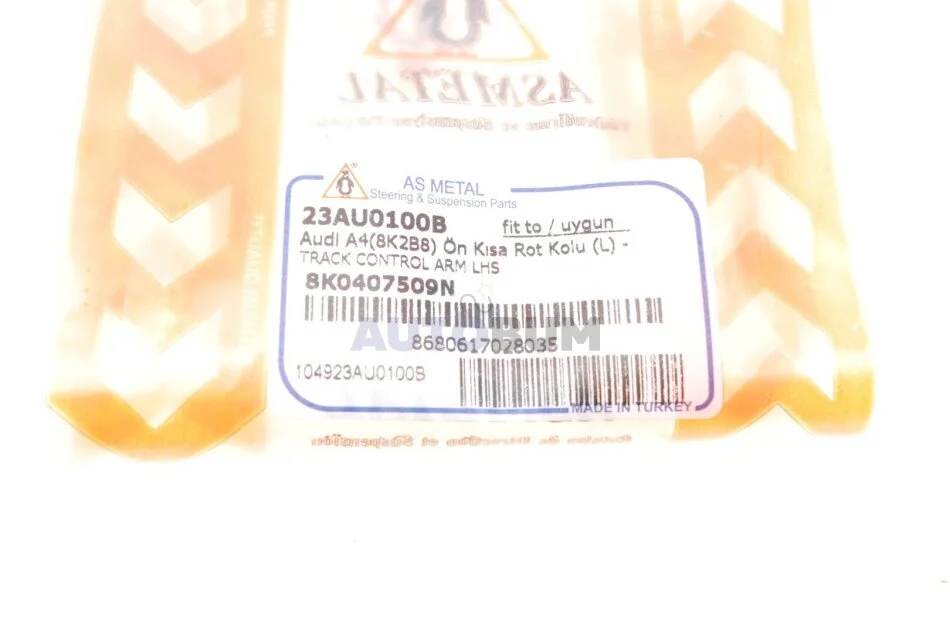 ASMETAL
AS METAL
Steering & Suspension Parts
23AU0100B fit to / uygun
Audi A4(8K2B8) Ön Kısa Rot Kolu (L) -
TRACK CONTROL ARM LHS
8K0407509N
AUTOBUM
8680617028035
104923AU0100B
MADE IN TURKEY